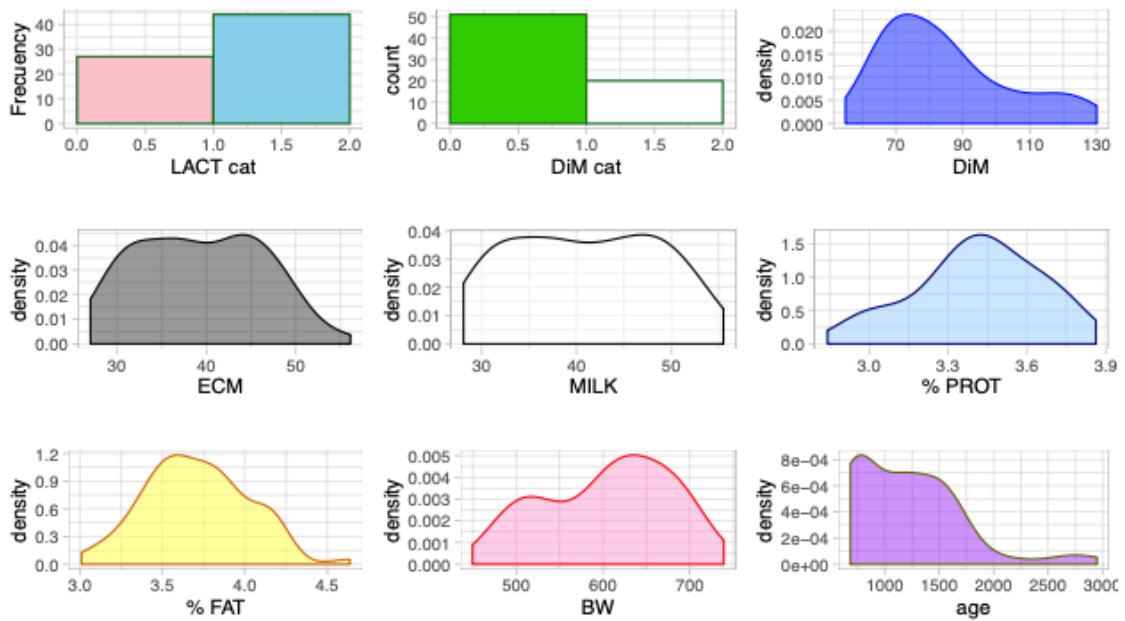 Frecuency
40
30
20
10
0
0.0 0.5 1.0 1.5 2.0
LACT cat
count
50
40
30
20
10
0
0.0 0.5 1.0 1.5 2.0
DiM cat
density
0.020
0.015
0.010
0.005
0.000
70 90 110 130
DiM
density
0.04
0.03
0.02
0.01
0.00
30 40 50
ECM
density
0.04
0.03
0.02
0.01
0.00
30 40 50
MILK
density
1.5
1.0
0.5
0.0
3.0 3.3 3.6 3.9
% PROT
density
1.2
0.9
0.6
0.3
0.0
3.0 3.5 4.0 4.5
% FAT
density
0.005
0.004
0.003
0.002
0.001
0.000
500 600 700
BW
density
8e−04
6e−04
4e−04
2e−04
0e+00
1000 1500 2000 2500 3000
age